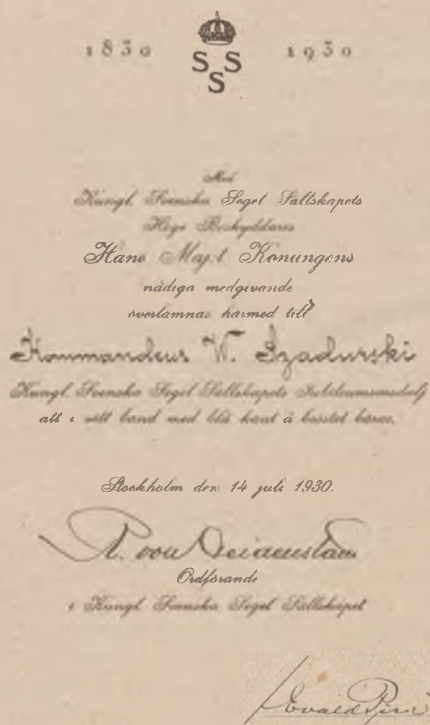 1830 1930
S S S
S
Med
Kungl. Svenska Segel Sällskapets
Höge Beskyddares
Hans Maj:t Konungens
nådiga medgivande
överlämnas härmed till
Kommandeur W. Szadurski
Kungl. Svenska Segel Sällskapets Jubileumsmedalj
att i vitt band med blå kant å bröstet bäras.
Stockholm den 14 juli 1930.
R. von
Ordförande
i Kungl. Svenska Segel Sällskapet
Evald